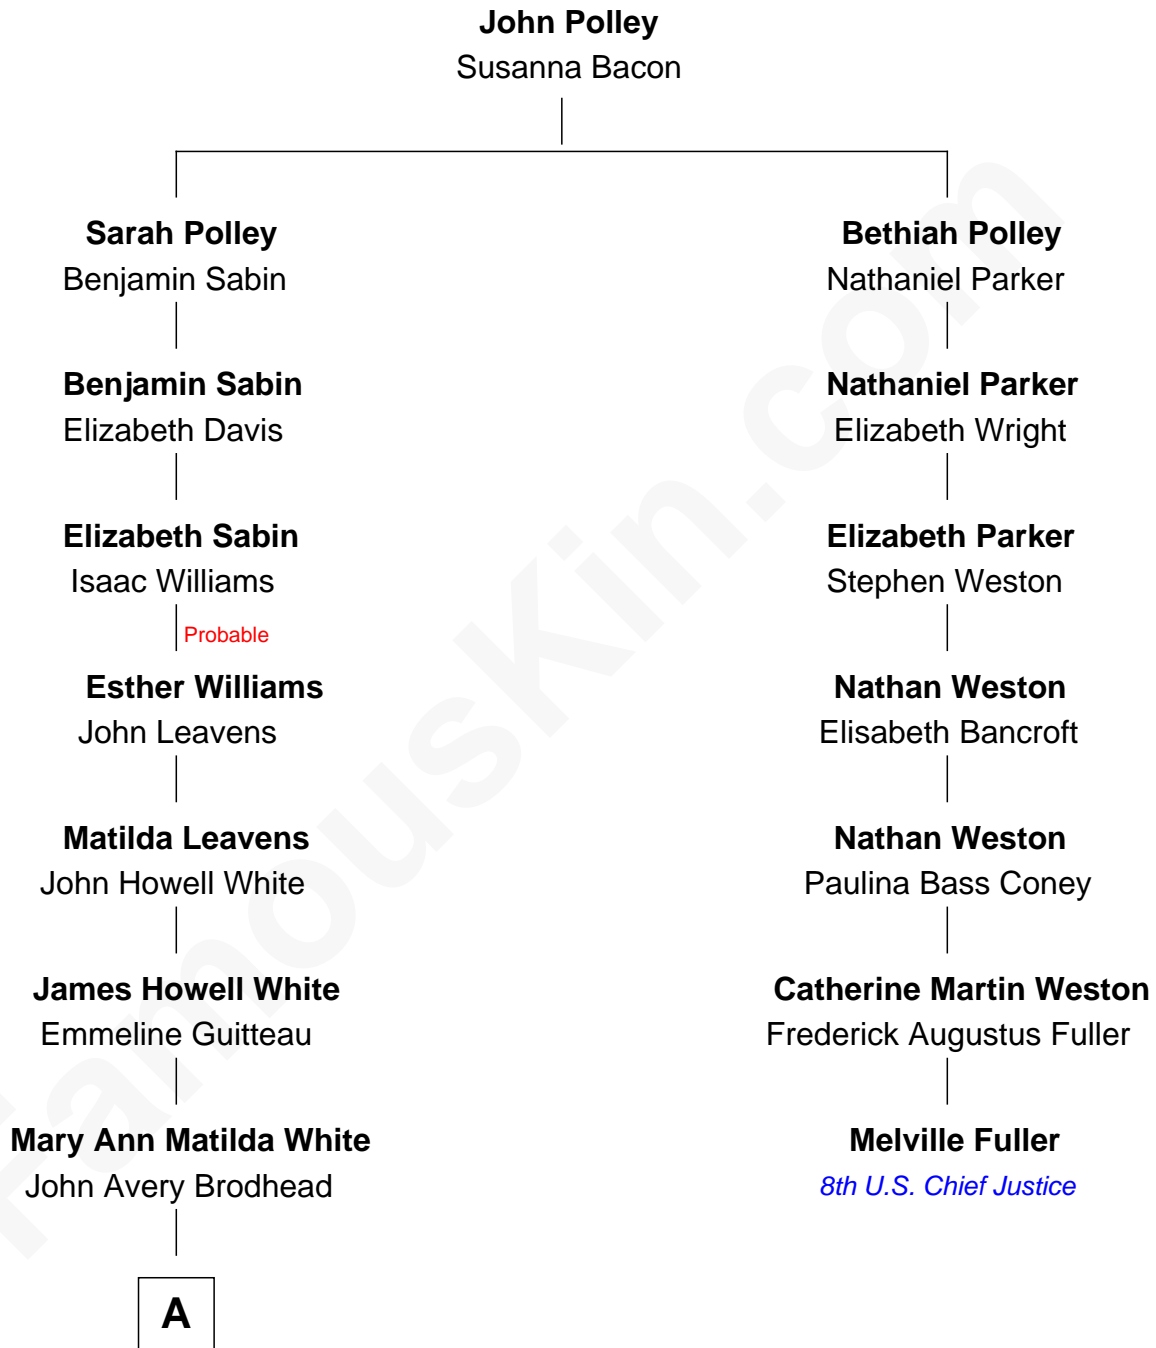 John Polley
Susanna Bacon
Sarah Polley
Benjamin Sabin
Bethiah Polley
Nathaniel Parker
Benjamin Sabin
Elizabeth Davis
Nathaniel Parker
Elizabeth Wright
Elizabeth Sabin
Isaac Williams
Elizabeth Parker
Stephen Weston
Probable
Esther Williams
John Leavens
Nathan Weston
Elisabeth Bancroft
Matilda Leavens
John Howell White
Nathan Weston
Paulina Bass Coney
James Howell White
Emmeline Guitteau
Catherine Martin Weston
Frederick Augustus Fuller
Mary Ann Matilda White
John Avery Brodhead
Melville Fuller
8th U.S. Chief Justice
A
FamousKin.com